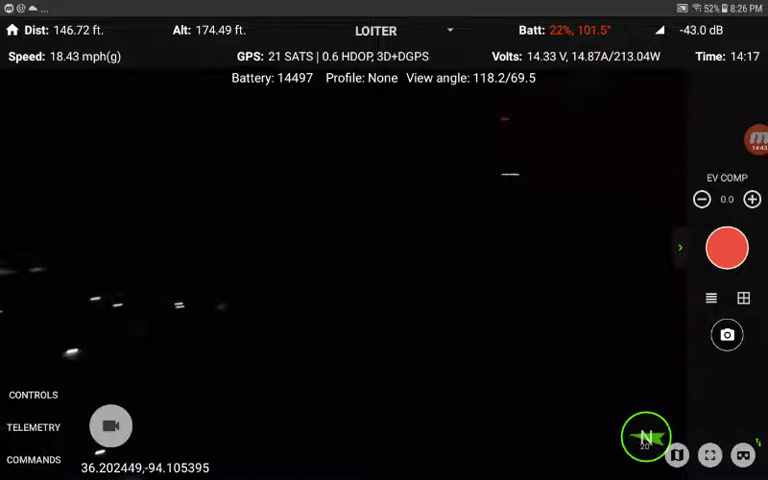 ... 52% 8:26 PM
Dist: 146.72 ft. Alt: 174.49 ft. LOITER Batt: 22%, 101.5° -43.0 dB
Speed: 18.43 mph(g) GPS: 21 SATS | 0.6 HDOP, 3D+DGPS Volts: 14.33 V, 14.87A/213.04W Time: 14:17
Battery: 14497 Profile: None View angle: 118.2/69.5
14:43
EV COMP
0.0
CONTROLS
TELEMETRY
COMMANDS
36.202449,-94.105395
N
20